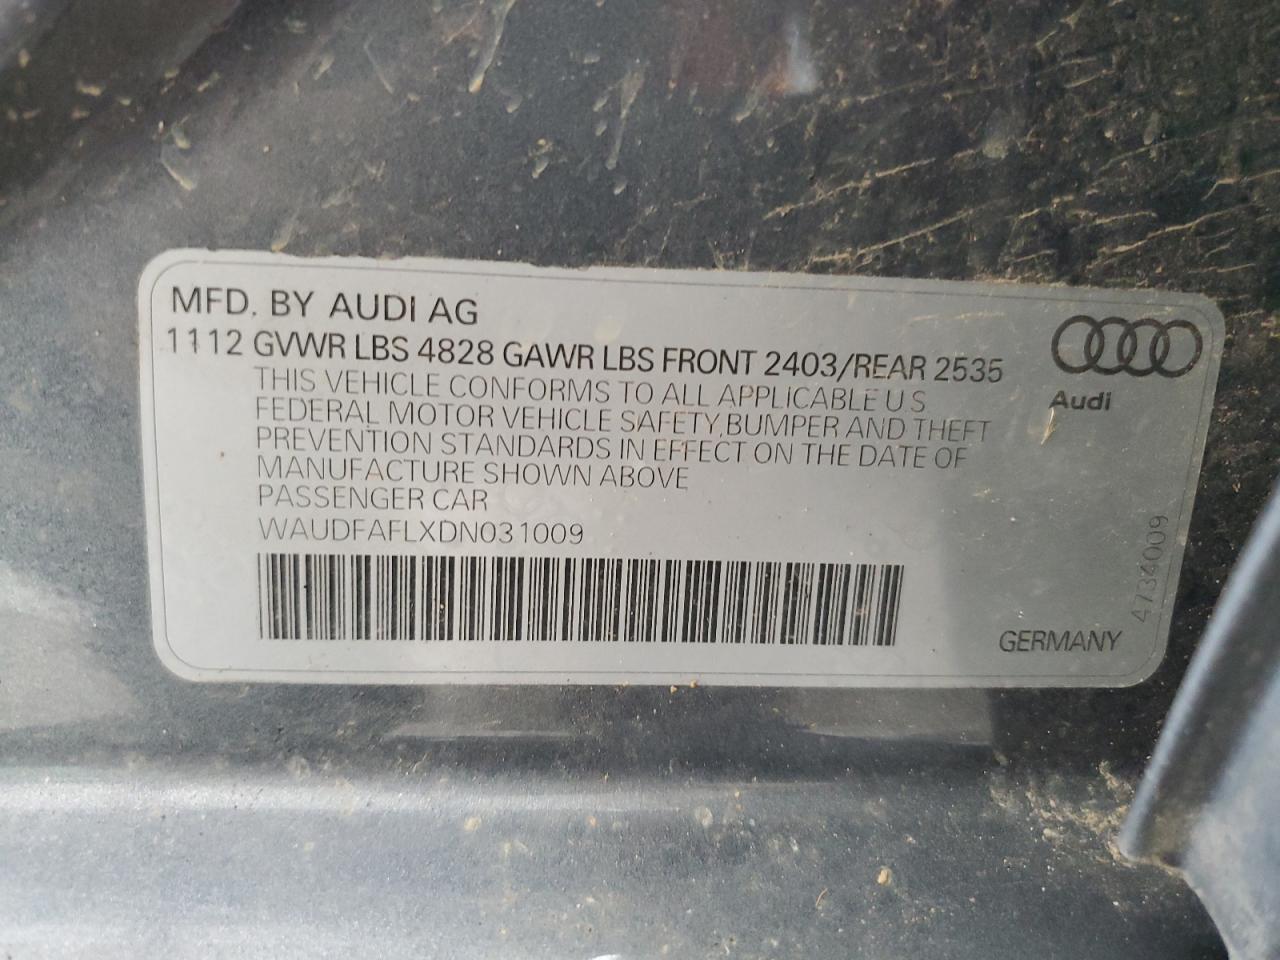 MFD. BY AUDI AG
1112 GVWR LBS 4828 GAWR LBS FRONT 2403/REAR 2535
THIS VEHICLE CONFORMS TO ALL APPLICABLE U.S.
FEDERAL MOTOR VEHICLE SAFETY,BUMPER AND THEFT
PREVENTION STANDARDS IN EFFECT ON THE DATE OF
MANUFACTURE SHOWN ABOVE
PASSENGER CAR
WAUDFAFLXDN031009
Audi
4734009
GERMANY